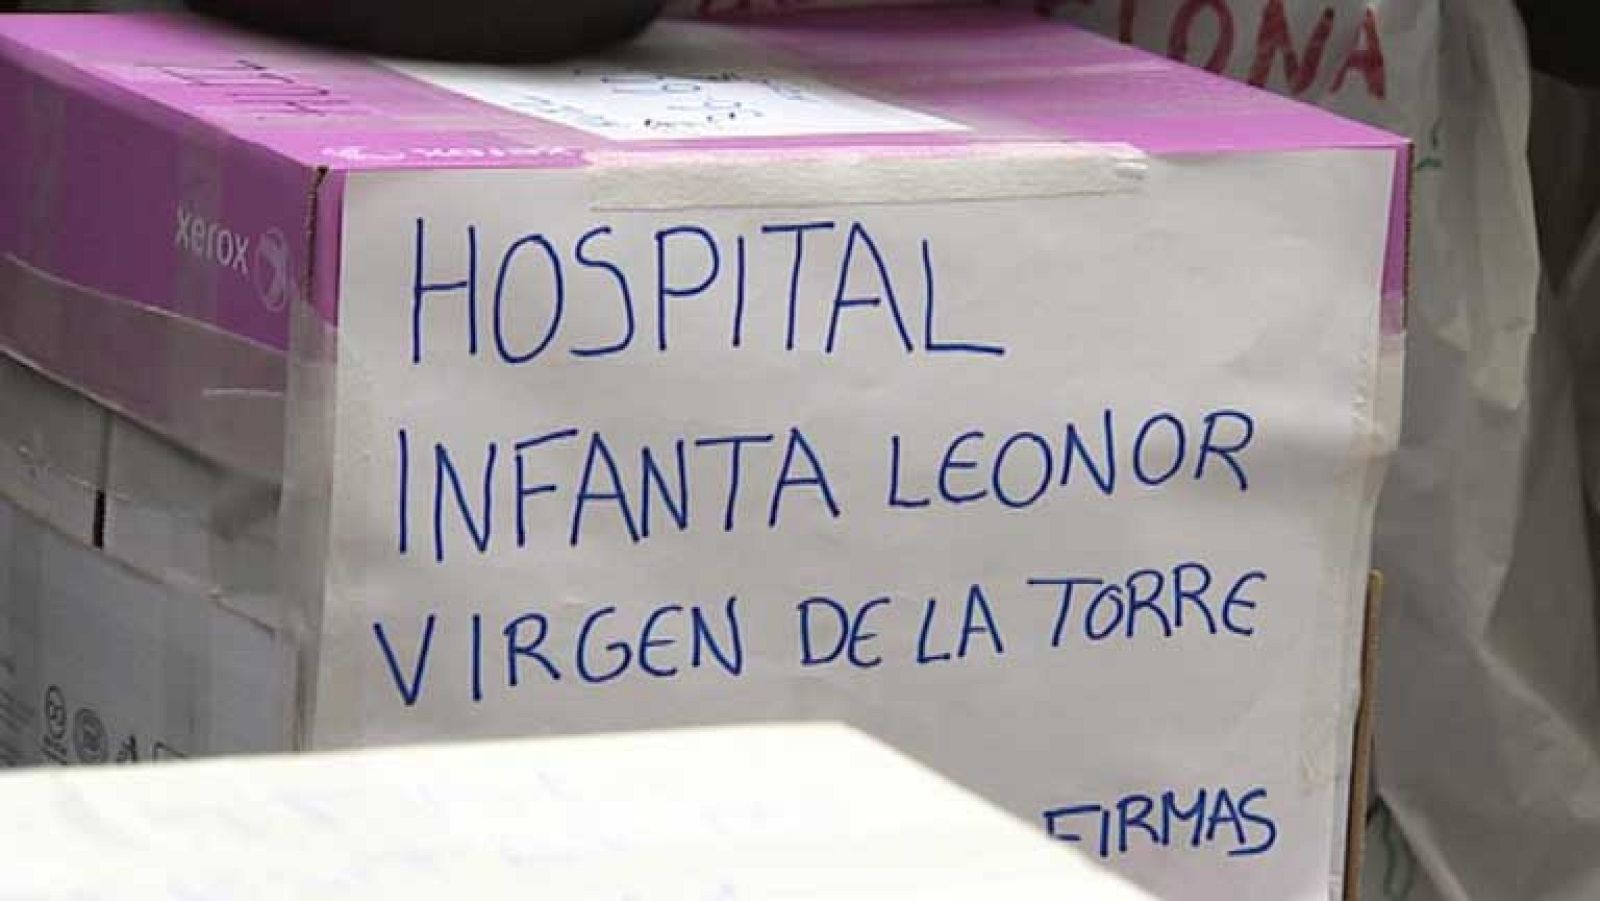 xerox
HOSPITAL
INFANTA LEONOR
VIRGEN DE LA TORRE
FIRMAS